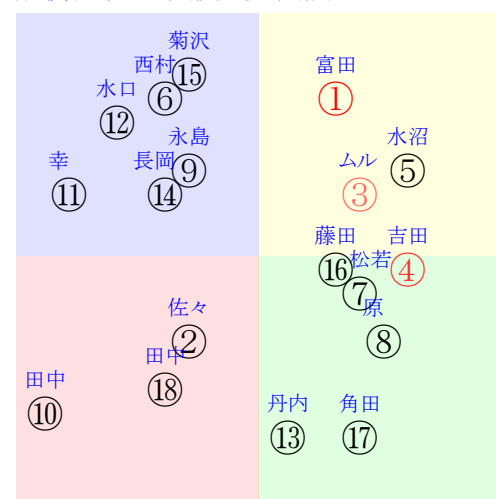 菊沢
⑮
西村
⑥
富田
①
水口
⑫
永島
⑨
水沼
⑤
幸
⑪
長岡
⑭
ムル
③
藤田
⑯
吉田
④
松若
⑦
原
⑧
佐々
②
田中
⑱
田中
⑩
丹内
⑬
角田
⑰